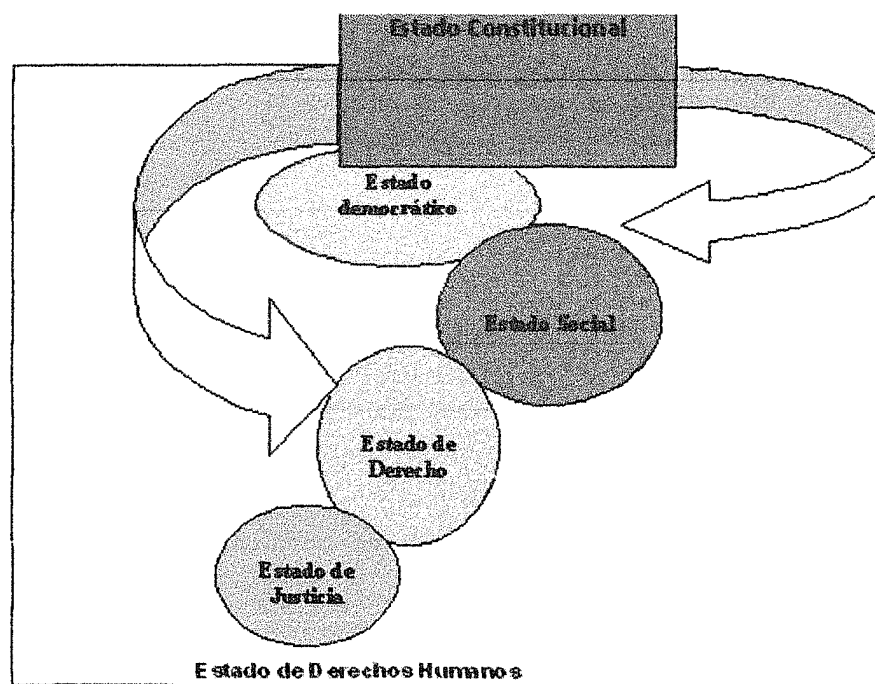 Estado Constitucional
Estado
democrático
Estado Social
Estado de
Derecho
Estado de
Justicia
Estado de Derechos Humanos